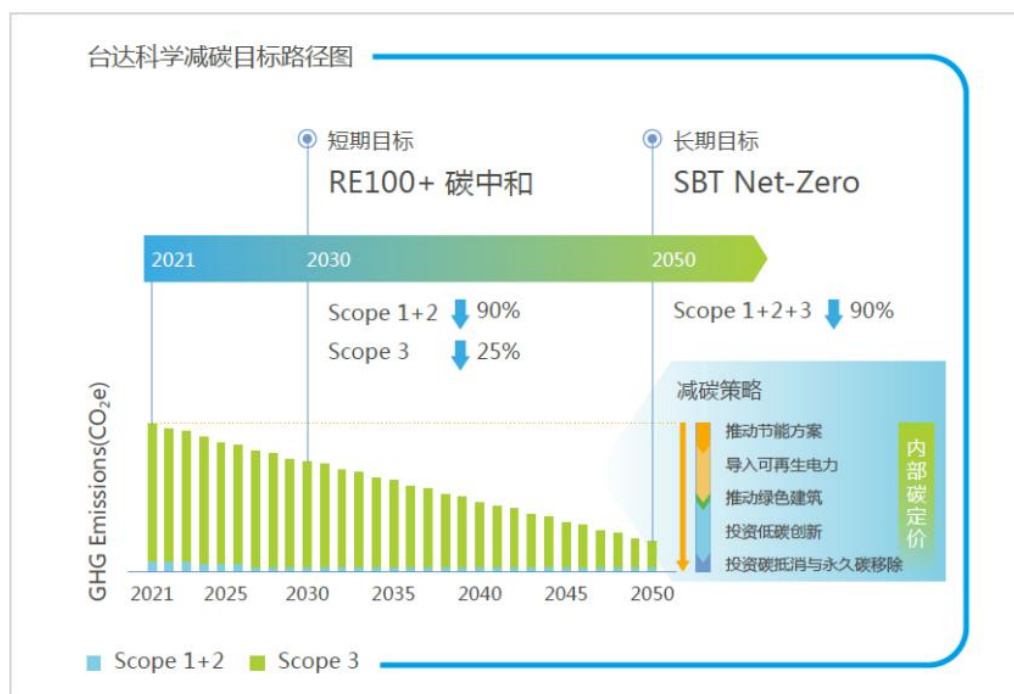 台达科学减碳目标路径图
短期目标
RE100+ 碳中和
长期目标
SBT Net-Zero
2021
2030
2050
Scope 1+2 90%
Scope 3 25%
Scope 1+2+3 90%
GHG Emissions(CO₂e)
减碳策略
推动节能方案
导入可再生电力
推动绿色建筑
投资低碳创新
投资碳抵消与永久碳移除
内部碳定价
2021 2025 2030 2035 2040 2045 2050
Scope 1+2 Scope 3